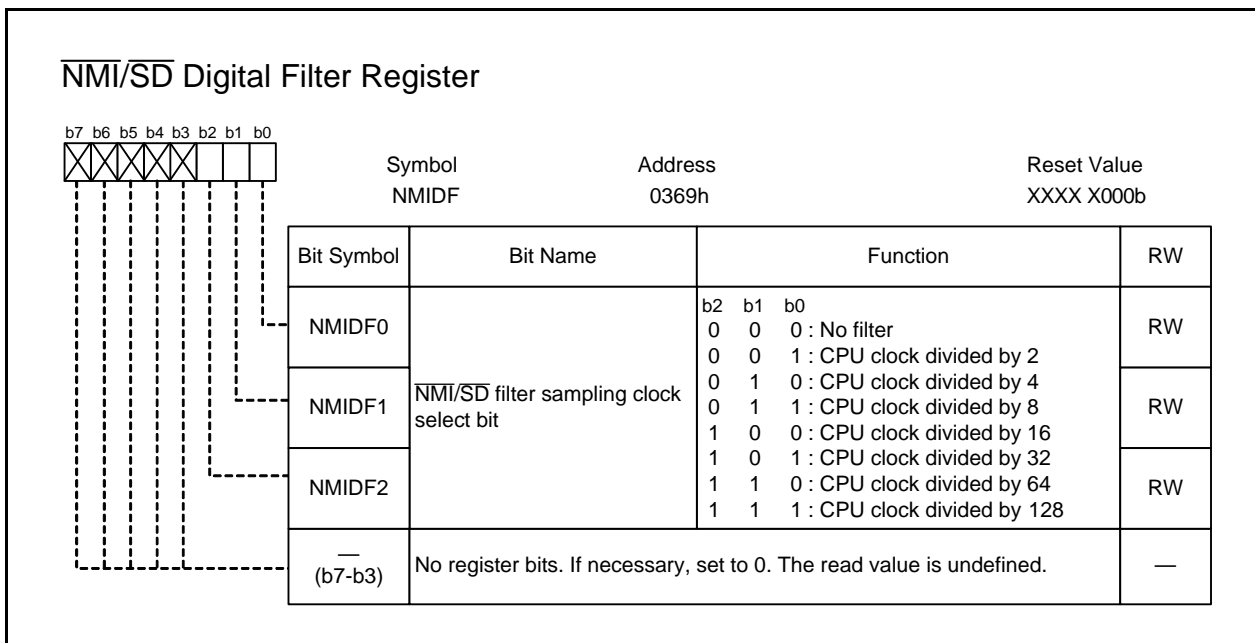 NMI/SD Digital Filter Register
b7 b6 b5 b4 b3 b2 b1 b0
Symbol Address Reset Value
NMIDF 0369h XXXX X000b
Bit Symbol Bit Name Function RW
NMIDF0 RW
NMIDF1 NMI/SD filter sampling clock select bit RW
NMIDF2 RW
b2 b1 b0
0 0 0 : No filter
0 0 1 : CPU clock divided by 2
0 1 0 : CPU clock divided by 4
0 1 1 : CPU clock divided by 8
1 0 0 : CPU clock divided by 16
1 0 1 : CPU clock divided by 32
1 1 0 : CPU clock divided by 64
1 1 1 : CPU clock divided by 128
—
(b7-b3) No register bits. If necessary, set to 0. The read value is undefined. —